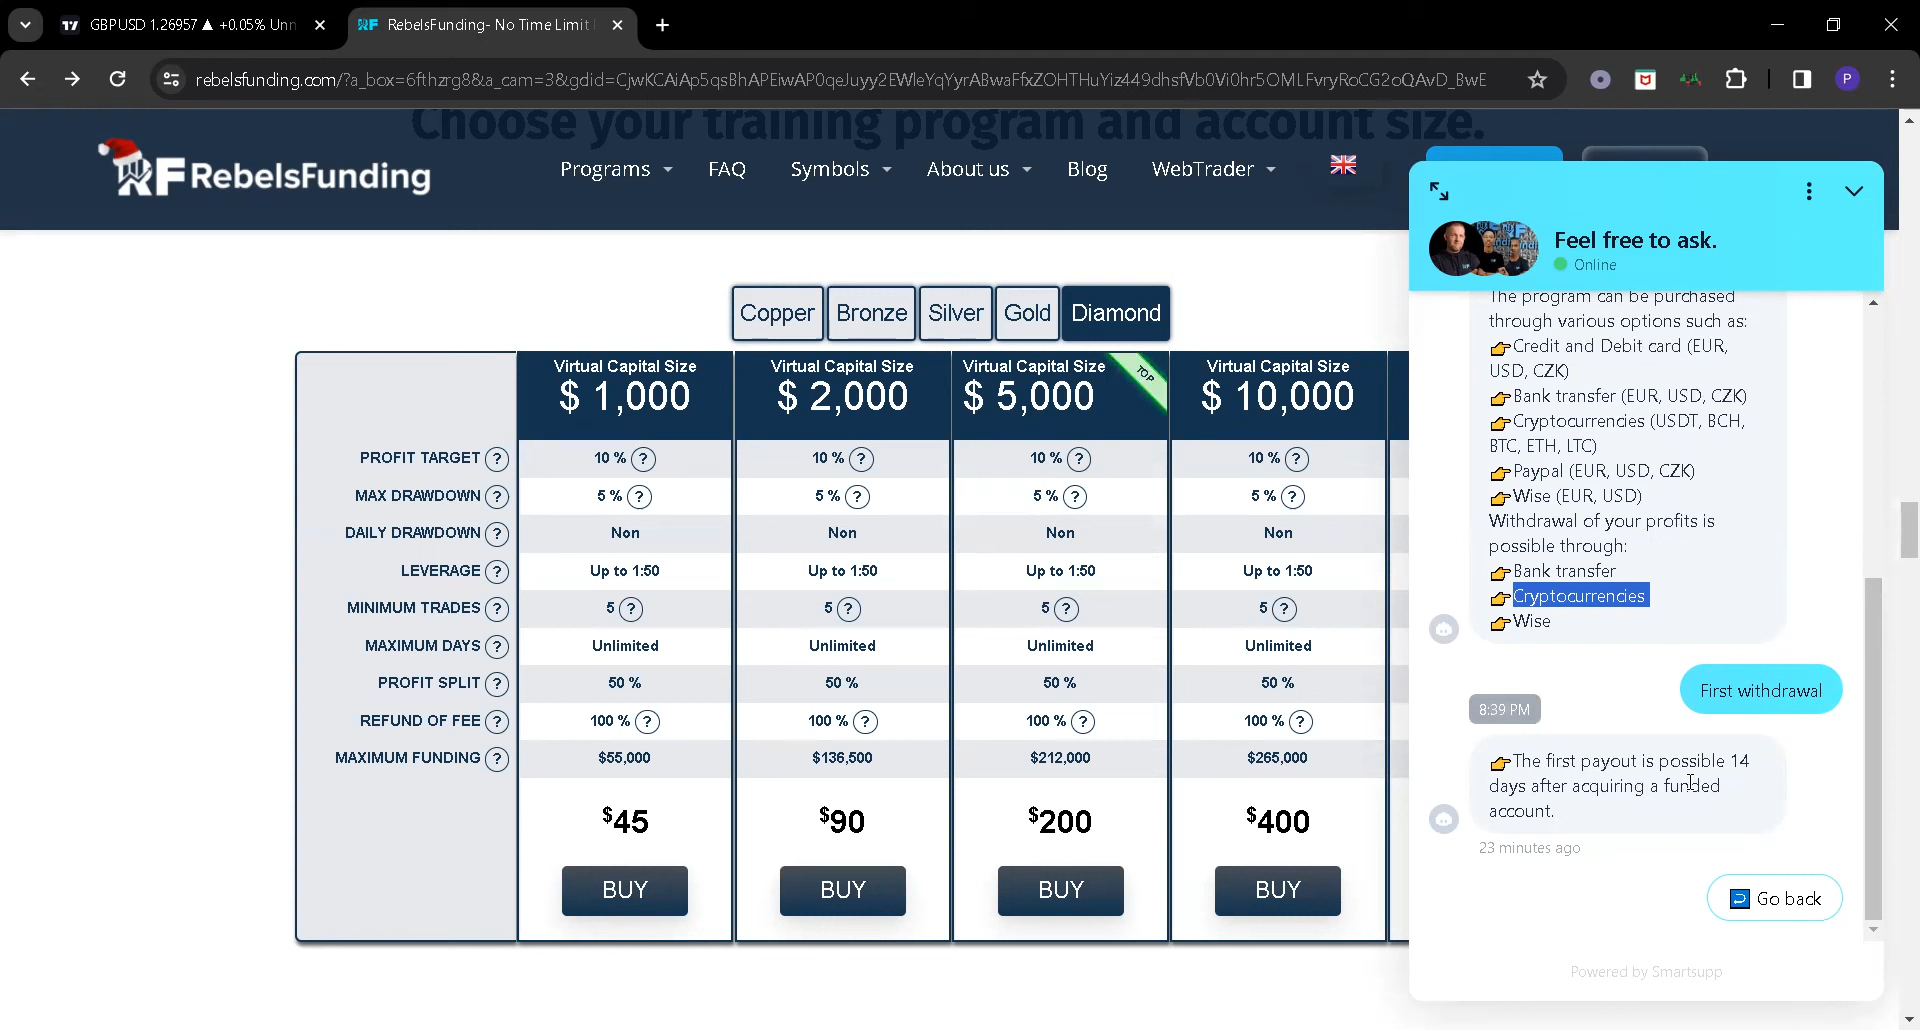 GBPUSD 1.26957 ▲ +0.05% Unn
RebelsFunding- No Time Limit
rebelsfunding.com/?a_box=6fthzrg8&a_cam=3&gdid=CjwKCAiAp5qsBhAPEiwAP0qeJuyy2EWleYqYyrABwaFfxZOHTHuYiz449dhsfVb0Vi0hr5OMLFvryRoCG2oQAvD_BwE
P
Choose your training program and account size.
RF RebelsFunding
Programs
FAQ
Symbols
About us
Blog
WebTrader
Copper
Bronze
Silver
Gold
Diamond
Virtual Capital Size
$ 1,000
Virtual Capital Size
$ 2,000
Virtual Capital Size
$ 5,000
TOP
Virtual Capital Size
$ 10,000
PROFIT TARGET ? 10 % ? 10 % ? 10 % ? 10 % ?
MAX DRAWDOWN ? 5 % ? 5 % ? 5 % ? 5 % ?
DAILY DRAWDOWN ? Non Non Non Non
LEVERAGE ? Up to 1:50 Up to 1:50 Up to 1:50 Up to 1:50
MINIMUM TRADES ? 5 ? 5 ? 5 ? 5 ?
MAXIMUM DAYS ? Unlimited Unlimited Unlimited Unlimited
PROFIT SPLIT ? 50 % 50 % 50 % 50 %
REFUND OF FEE ? 100 % ? 100 % ? 100 % ? 100 % ?
MAXIMUM FUNDING ? $55,000 $136,500 $212,000 $265,000
$45 $90 $200 $400
BUY BUY BUY BUY
Feel free to ask.
Online
The program can be purchased
through various options such as:
👉Credit and Debit card (EUR,
USD, CZK)
👉Bank transfer (EUR, USD, CZK)
👉Cryptocurrencies (USDT, BCH,
BTC, ETH, LTC)
👉Paypal (EUR, USD, CZK)
👉Wise (EUR, USD)
Withdrawal of your profits is
possible through:
👉Bank transfer
👉Cryptocurrencies
👉Wise
First withdrawal
8:39 PM
👉The first payout is possible 14
days after acquiring a funded
account.
23 minutes ago
Go back
Powered by Smartsupp